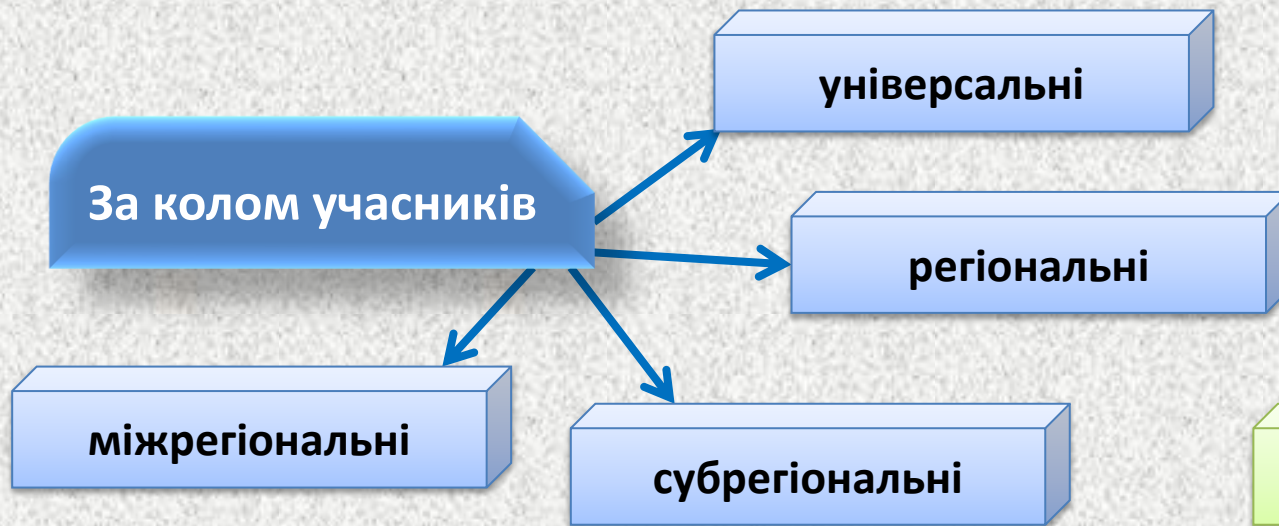 універсальні
За колом учасників
регіональні
міжрегіональні
субрегіональні